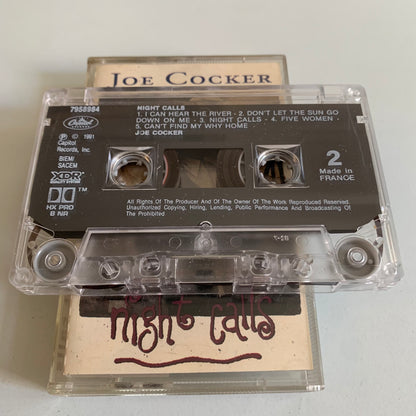 JOE COCKER
7958984
NIGHT CALLS
1. I CAN HEAR THE RIVER - 2. DON'T LET THE SUN GO
DOWN ON ME - 3. NIGHT CALLS - 4. FIVE WOMEN -
5. CAN'T FIND MY WHY HOME
JOE COCKER
Capitol
℗ © 1991
Capitol
Records, Inc.
BIEM/
SACEM
XDR
HX PRO
B NR
2
Made in
FRANCE
All Rights Of The Producer And Of The Owner Of The Work Reproduced Reserved.
Unauthorized Copying, Hiring, Lending, Public Performance And Broadcasting Of
The Prohibited
night calls